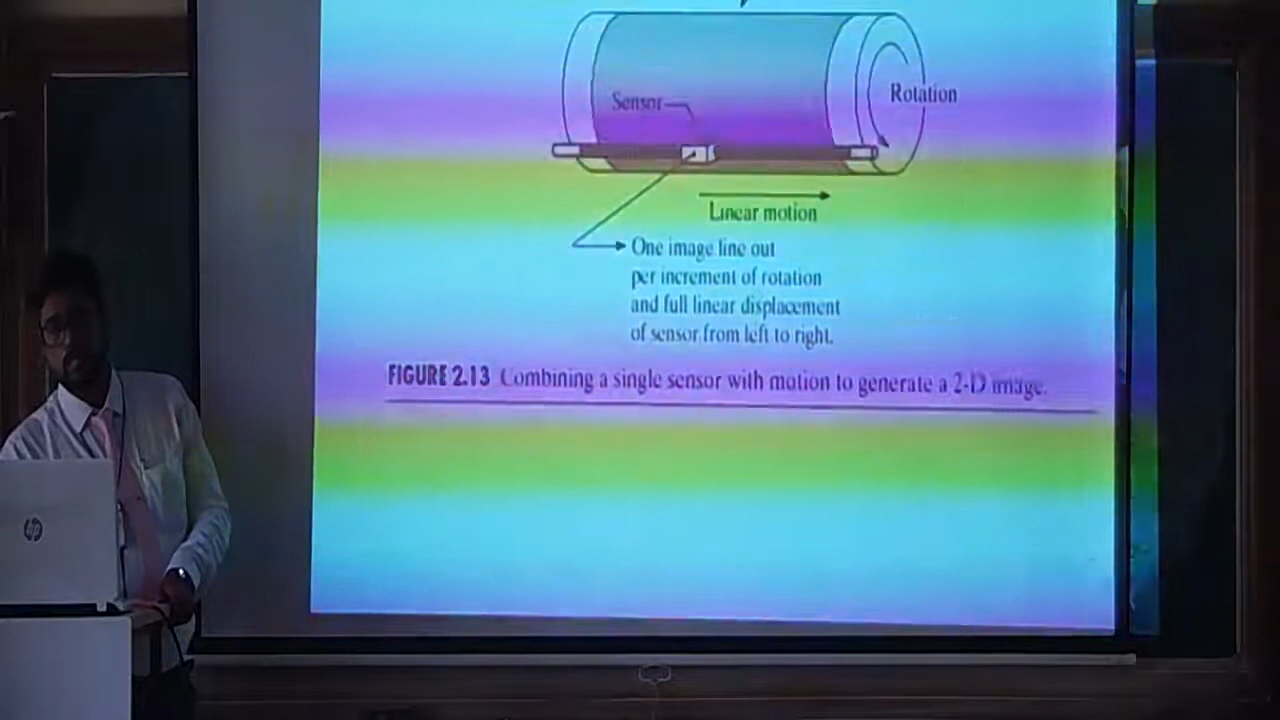 Sensor
Rotation
Linear motion
One image line out
per increment of rotation
and full linear displacement
of sensor from left to right.
FIGURE 2.13 Combining a single sensor with motion to generate a 2-D image.
hp